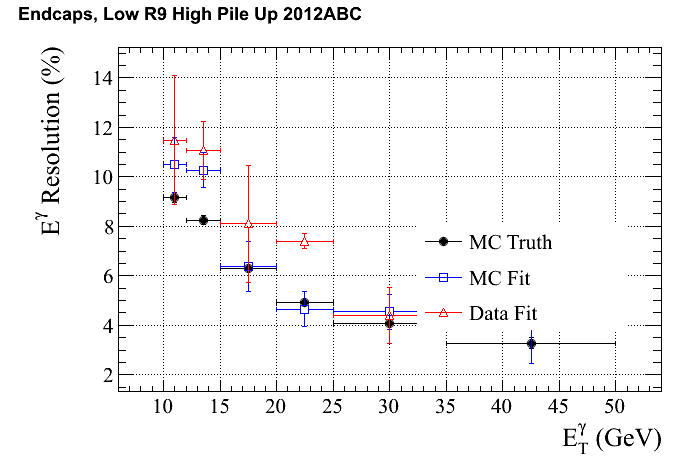 Endcaps, Low R9 High Pile Up 2012ABC
E^γ Resolution (%)
14
12
10
8
6
4
2
MC Truth
MC Fit
Data Fit
10 15 20 25 30 35 40 45 50
E_T^γ (GeV)